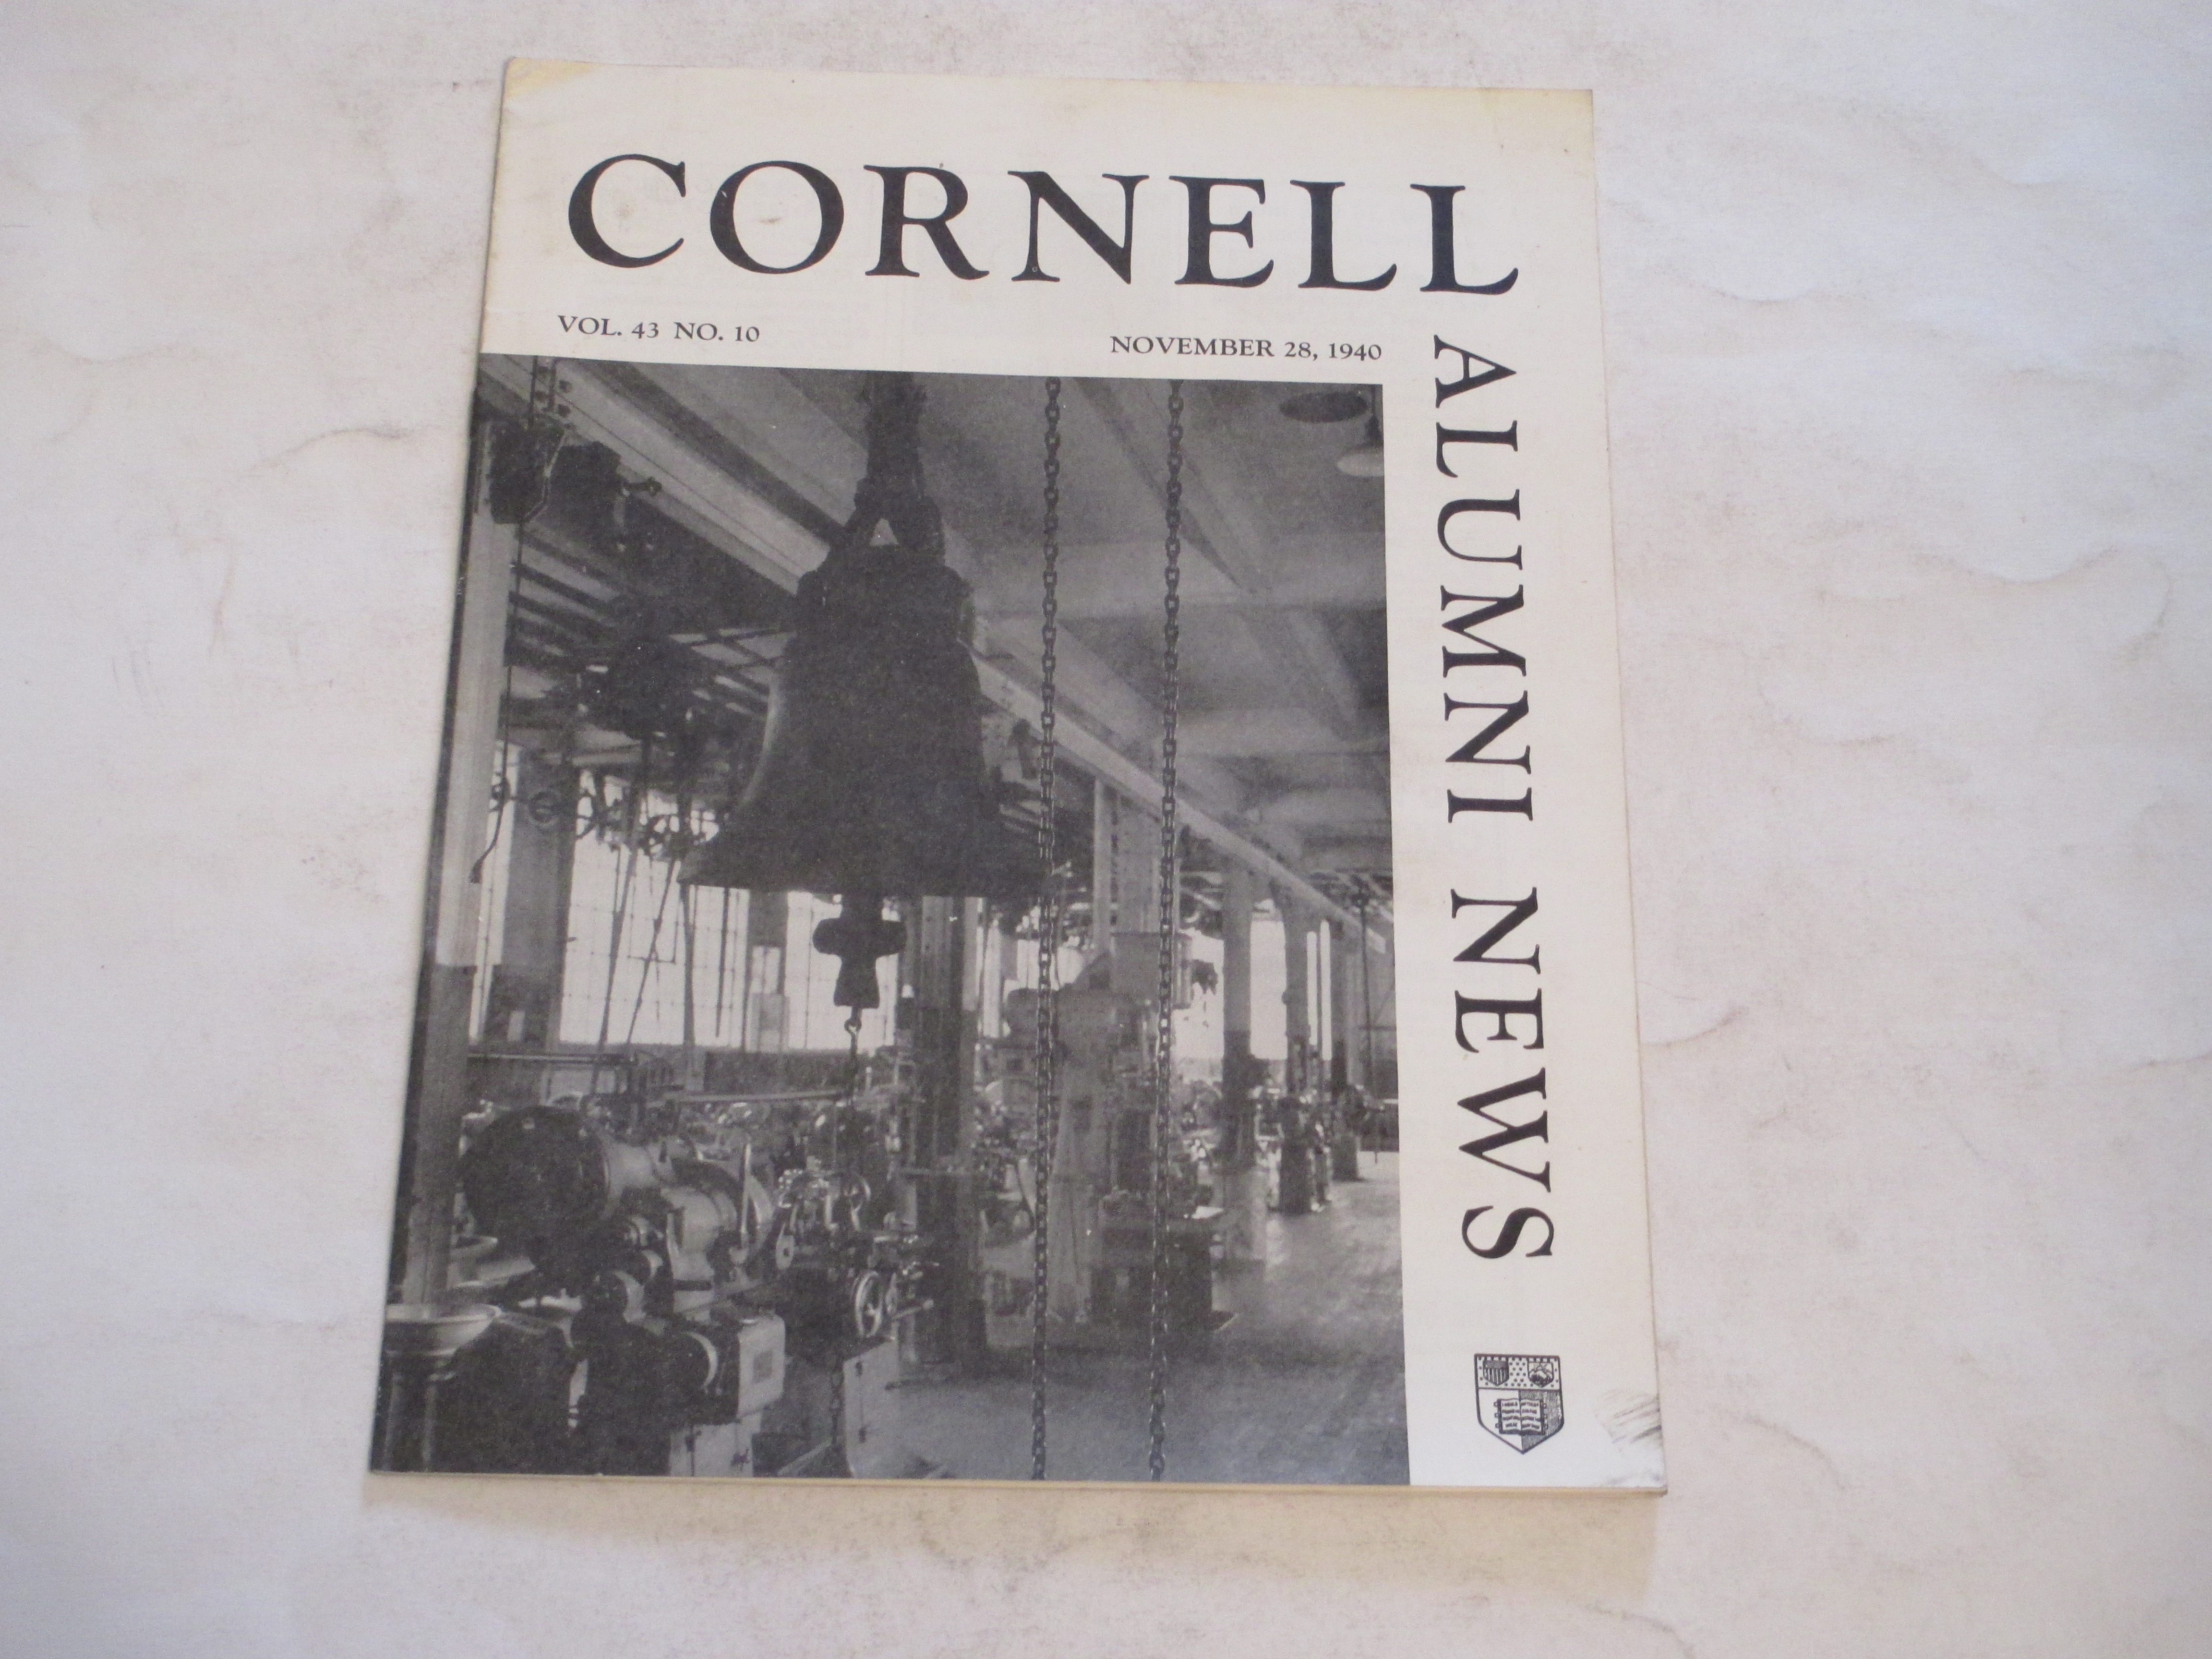 CORNELL
VOL. 43 NO. 10
NOVEMBER 28, 1940
ALUMNI NEWS